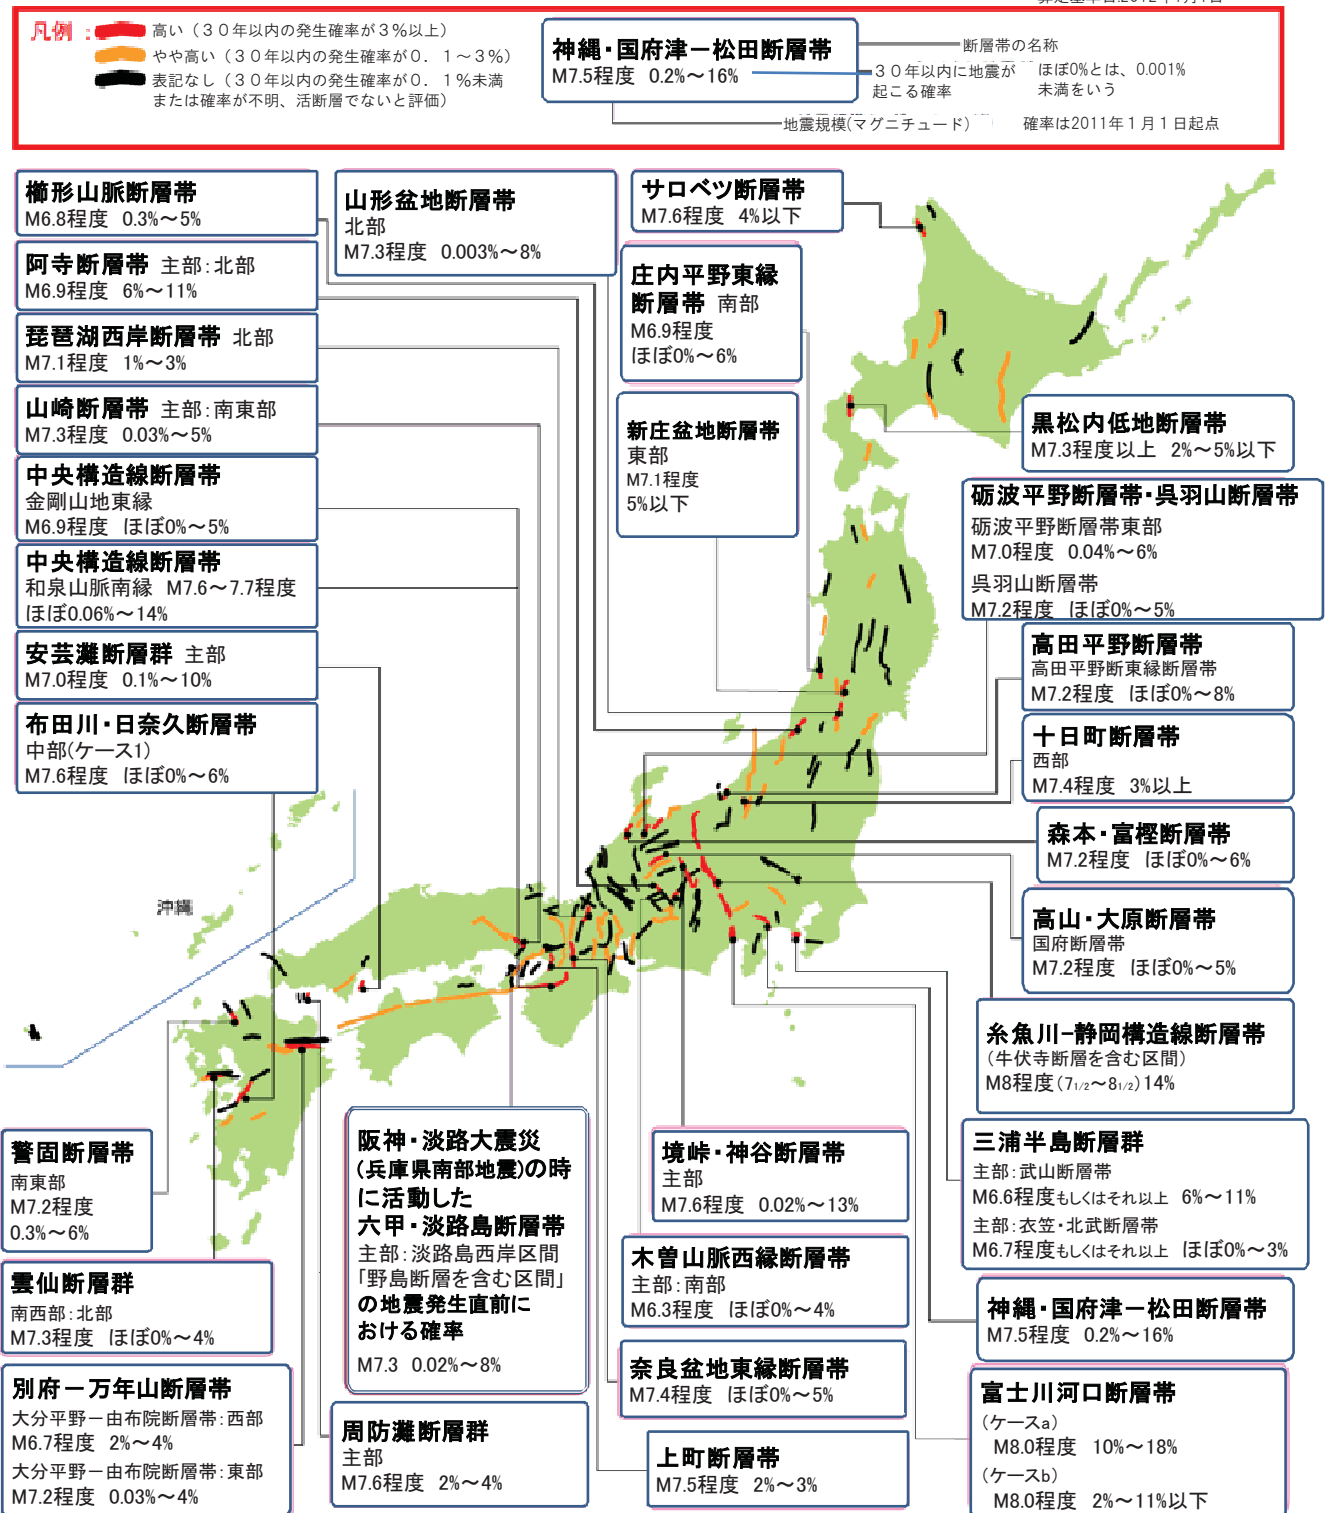 凡例：
高い（３０年以内の発生確率が３％以上）
やや高い（３０年以内の発生確率が０．１～３％）
表記なし（３０年以内の発生確率が０．１％未満
または確率が不明、活断層でないと評価）
神縄・国府津－松田断層帯
M7.5程度 0.2%～16%
断層帯の名称
３０年以内に地震が
起こる確率
ほぼ0%とは、0.001%
未満をいう
地震規模(マグニチュード)
確率は2011年１月１日起点
櫛形山脈断層帯
M6.8程度 0.3%～5%
阿寺断層帯 主部：北部
M6.9程度 6%～11%
琵琶湖西岸断層帯 北部
M7.1程度 1%～3%
山崎断層帯 主部：南東部
M7.3程度 0.03%～5%
中央構造線断層帯
金剛山地東縁
M6.9程度 ほぼ0%～5%
中央構造線断層帯
和泉山脈南縁 M7.6～7.7程度
ほぼ0.06%～14%
安芸灘断層群 主部
M7.0程度 0.1%～10%
布田川・日奈久断層帯
中部(ケース1)
M7.6程度 ほぼ0%～6%
山形盆地断層帯
北部
M7.3程度 0.003%～8%
サロベツ断層帯
M7.6程度 4%以下
庄内平野東縁
断層帯 南部
M6.9程度
ほぼ0%～6%
新庄盆地断層帯
東部
M7.1程度
5%以下
黒松内低地断層帯
M7.3程度以上 2%～5%以下
砺波平野断層帯・呉羽山断層帯
砺波平野断層帯東部
M7.0程度 0.04%～6%
呉羽山断層帯
M7.2程度 ほぼ0%～5%
高田平野断層帯
高田平野断東縁断層帯
M7.2程度 ほぼ0%～8%
十日町断層帯
西部
M7.4程度 3%以上
森本・富樫断層帯
M7.2程度 ほぼ0%～6%
高山・大原断層帯
国府断層帯
M7.2程度 ほぼ0%～5%
糸魚川-静岡構造線断層帯
(牛伏寺断層を含む区間)
M8程度(7 1/2～8 1/2)14%
三浦半島断層群
主部：武山断層帯
M6.6程度もしくはそれ以上 6%～11%
主部：衣笠・北武断層帯
M6.7程度もしくはそれ以上 ほぼ0%～3%
神縄・国府津－松田断層帯
M7.5程度 0.2%～16%
富士川河口断層帯
(ケースa)
M8.0程度 10%～18%
(ケースb)
M8.0程度 2%～11%以下
沖縄
警固断層帯
南東部
M7.2程度
0.3%～6%
雲仙断層群
南西部：北部
M7.3程度 ほぼ0%～4%
別府－万年山断層帯
大分平野－由布院断層帯：西部
M6.7程度 2%～4%
大分平野－由布院断層帯：東部
M7.2程度 0.03%～4%
阪神・淡路大震災
(兵庫県南部地震)の時
に活動した
六甲・淡路島断層帯
主部：淡路島西岸区間
「野島断層を含む区間」
の地震発生直前に
おける確率
M7.3 0.02%～8%
周防灘断層群
主部
M7.6程度 2%～4%
境峠・神谷断層帯
主部
M7.6程度 0.02%～13%
木曽山脈西縁断層帯
主部：南部
M6.3程度 ほぼ0%～4%
奈良盆地東縁断層帯
M7.4程度 ほぼ0%～5%
上町断層帯
M7.5程度 2%～3%